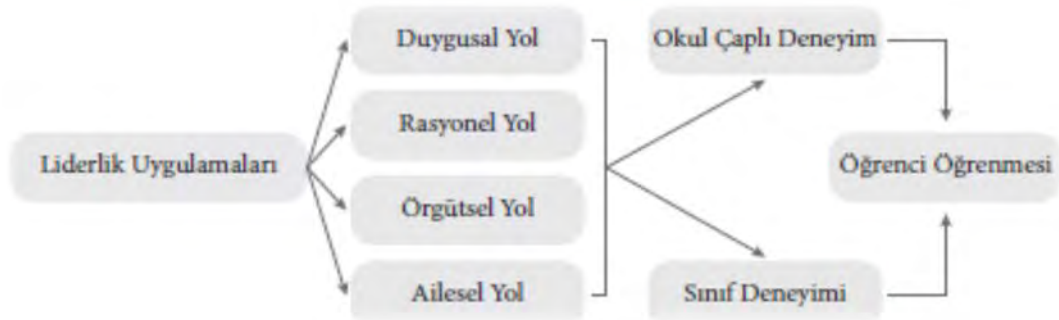 Liderlik Uygulamaları
Duygusal Yol
Rasyonel Yol
Örgütsel Yol
Ailesel Yol
Okul Çaplı Deneyim
Sınıf Deneyimi
Öğrenci Öğrenmesi